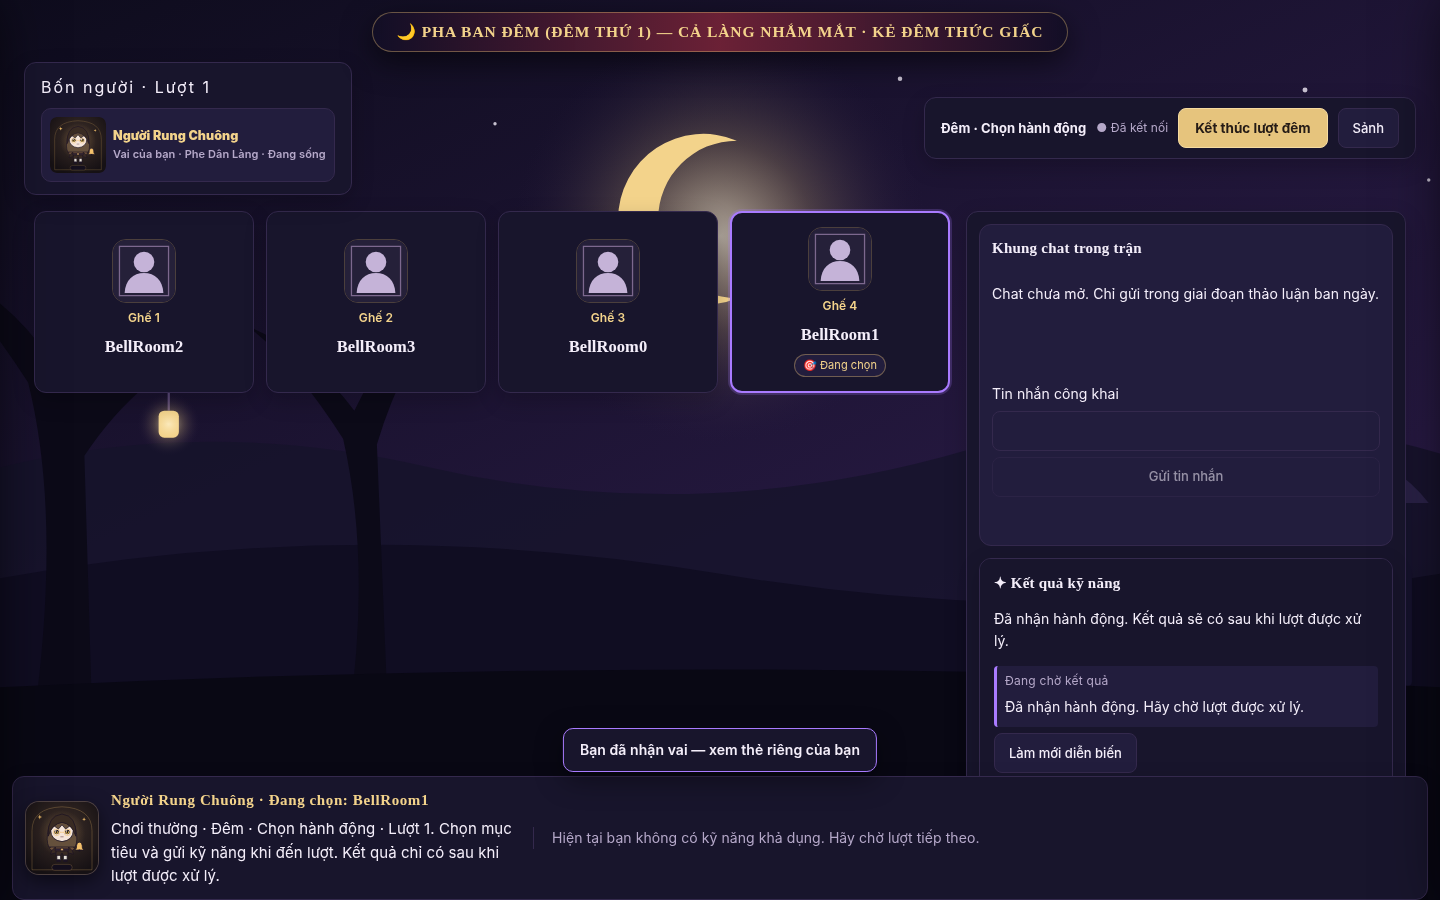 🌙 PHA BAN ĐÊM (ĐÊM THỨ 1) — CẢ LÀNG NHẮM MẮT · KẺ ĐÊM THỨC GIẤC
Bốn người · Lượt 1
Người Rung Chuông
Vai của bạn · Phe Dân Làng · Đang sống
Đêm · Chọn hành động
Đã kết nối
Kết thúc lượt đêm
Sảnh
Ghế 1
BellRoom2
Ghế 2
BellRoom3
Ghế 3
BellRoom0
Ghế 4
BellRoom1
🎯 Đang chọn
Khung chat trong trận
Chat chưa mở. Chỉ gửi trong giai đoạn thảo luận ban ngày.
Tin nhắn công khai
Gửi tin nhắn
✦ Kết quả kỹ năng
Đã nhận hành động. Kết quả sẽ có sau khi lượt được xử
lý.
Đang chờ kết quả
Đã nhận hành động. Hãy chờ lượt được xử lý.
Làm mới diễn biến
Bạn đã nhận vai — xem thẻ riêng của bạn
Người Rung Chuông · Đang chọn: BellRoom1
Chơi thường · Đêm · Chọn hành động · Lượt 1. Chọn mục
tiêu và gửi kỹ năng khi đến lượt. Kết quả chỉ có sau khi
lượt được xử lý.
Hiện tại bạn không có kỹ năng khả dụng. Hãy chờ lượt tiếp theo.